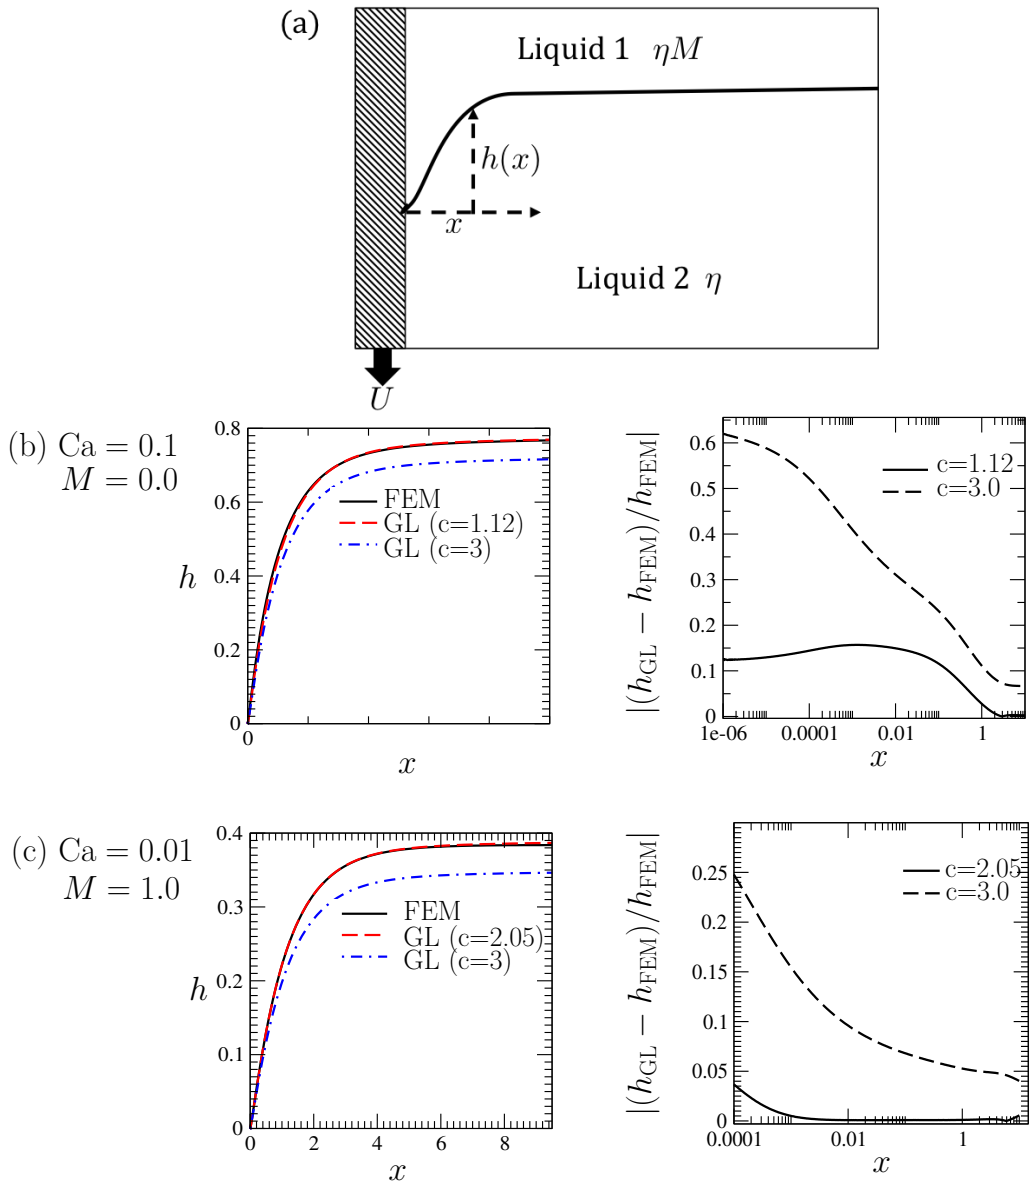 (a)
Liquid 1 ηM
h(x)
x
Liquid 2 η
U
(b) Ca = 0.1
M = 0.0
0.8
0.6
0.4
0.2
0
h
FEM
GL (c=1.12)
GL (c=3)
0
x
|(h_GL − h_FEM)/h_FEM|
0.6
0.5
0.4
0.3
0.2
0.1
0
c=1.12
c=3.0
1e-06 0.0001 0.01 1
x
(c) Ca = 0.01
M = 1.0
0.4
0.3
0.2
0.1
0
h
FEM
GL (c=2.05)
GL (c=3)
0 2 4 6 8
x
|(h_GL − h_FEM)/h_FEM|
0.25
0.2
0.15
0.1
0.05
0
c=2.05
c=3.0
0.0001 0.01 1
x